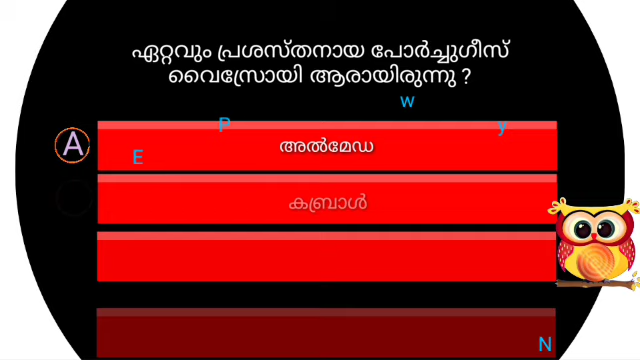 ഏറ്റവും പ്രശസ്തനായ പോർച്ചുഗീസ്
വൈസ്രോയി ആരായിരുന്നു ?
w
P
y
A
അൽമേഡ
E
കബ്രാൾ
N